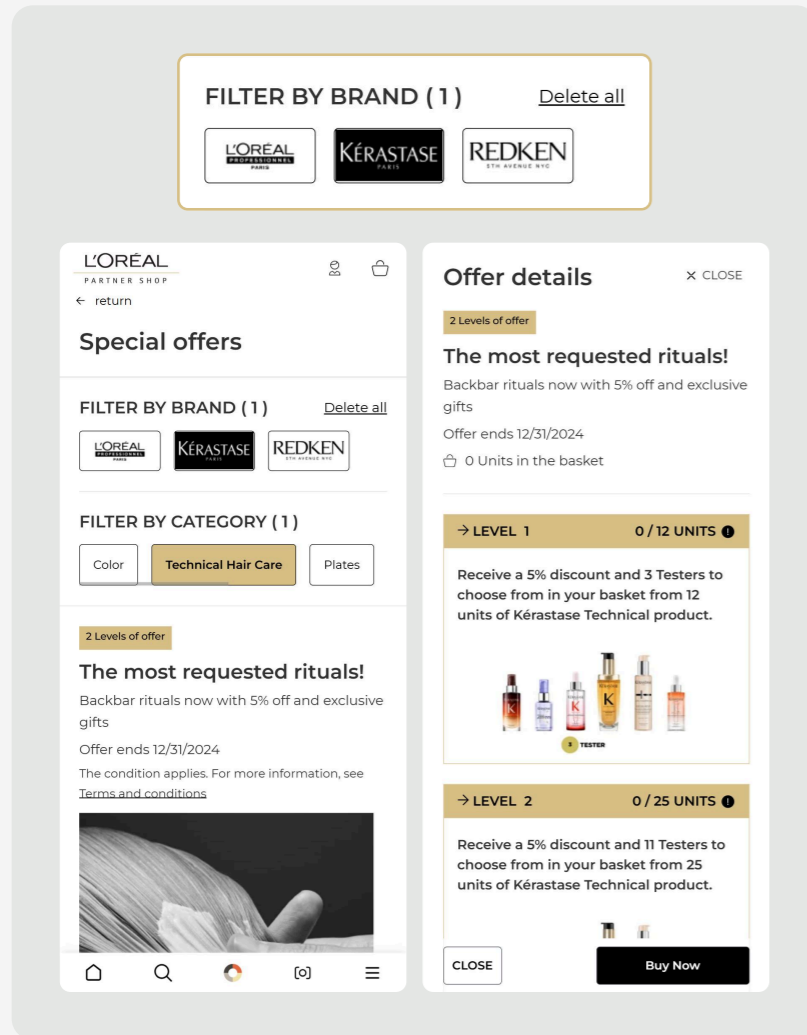 FILTER BY BRAND ( 1 )
Delete all
L'ORÉAL
PROFESSIONNEL
PARIS
KÉRASTASE
PARIS
REDKEN
5TH AVENUE NYC
L'ORÉAL
PARTNER SHOP
← return
Special offers
FILTER BY BRAND ( 1 )
Delete all
L'ORÉAL
PROFESSIONNEL
PARIS
KÉRASTASE
PARIS
REDKEN
5TH AVENUE NYC
FILTER BY CATEGORY ( 1 )
Color
Technical Hair Care
Plates
2 Levels of offer
The most requested rituals!
Backbar rituals now with 5% off and exclusive
gifts
Offer ends 12/31/2024
The condition applies. For more information, see
Terms and conditions
Offer details
× CLOSE
2 Levels of offer
The most requested rituals!
Backbar rituals now with 5% off and exclusive
gifts
Offer ends 12/31/2024
0 Units in the basket
→ LEVEL 1
0 / 12 UNITS
Receive a 5% discount and 3 Testers to
choose from in your basket from 12
units of Kérastase Technical product.
3 TESTER
→ LEVEL 2
0 / 25 UNITS
Receive a 5% discount and 11 Testers to
choose from in your basket from 25
units of Kérastase Technical product.
CLOSE
Buy Now